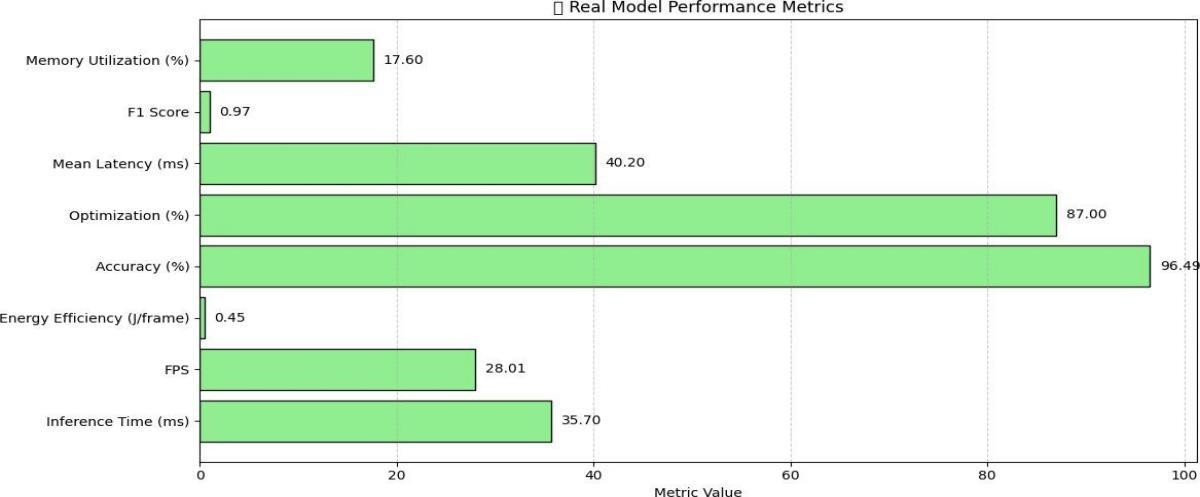 ▯ Real Model Performance Metrics
Memory Utilization (%) 17.60
F1 Score 0.97
Mean Latency (ms) 40.20
Optimization (%) 87.00
Accuracy (%) 96.49
Energy Efficiency (J/frame) 0.45
FPS 28.01
Inference Time (ms) 35.70
0 20 40 60 80 100
Metric Value